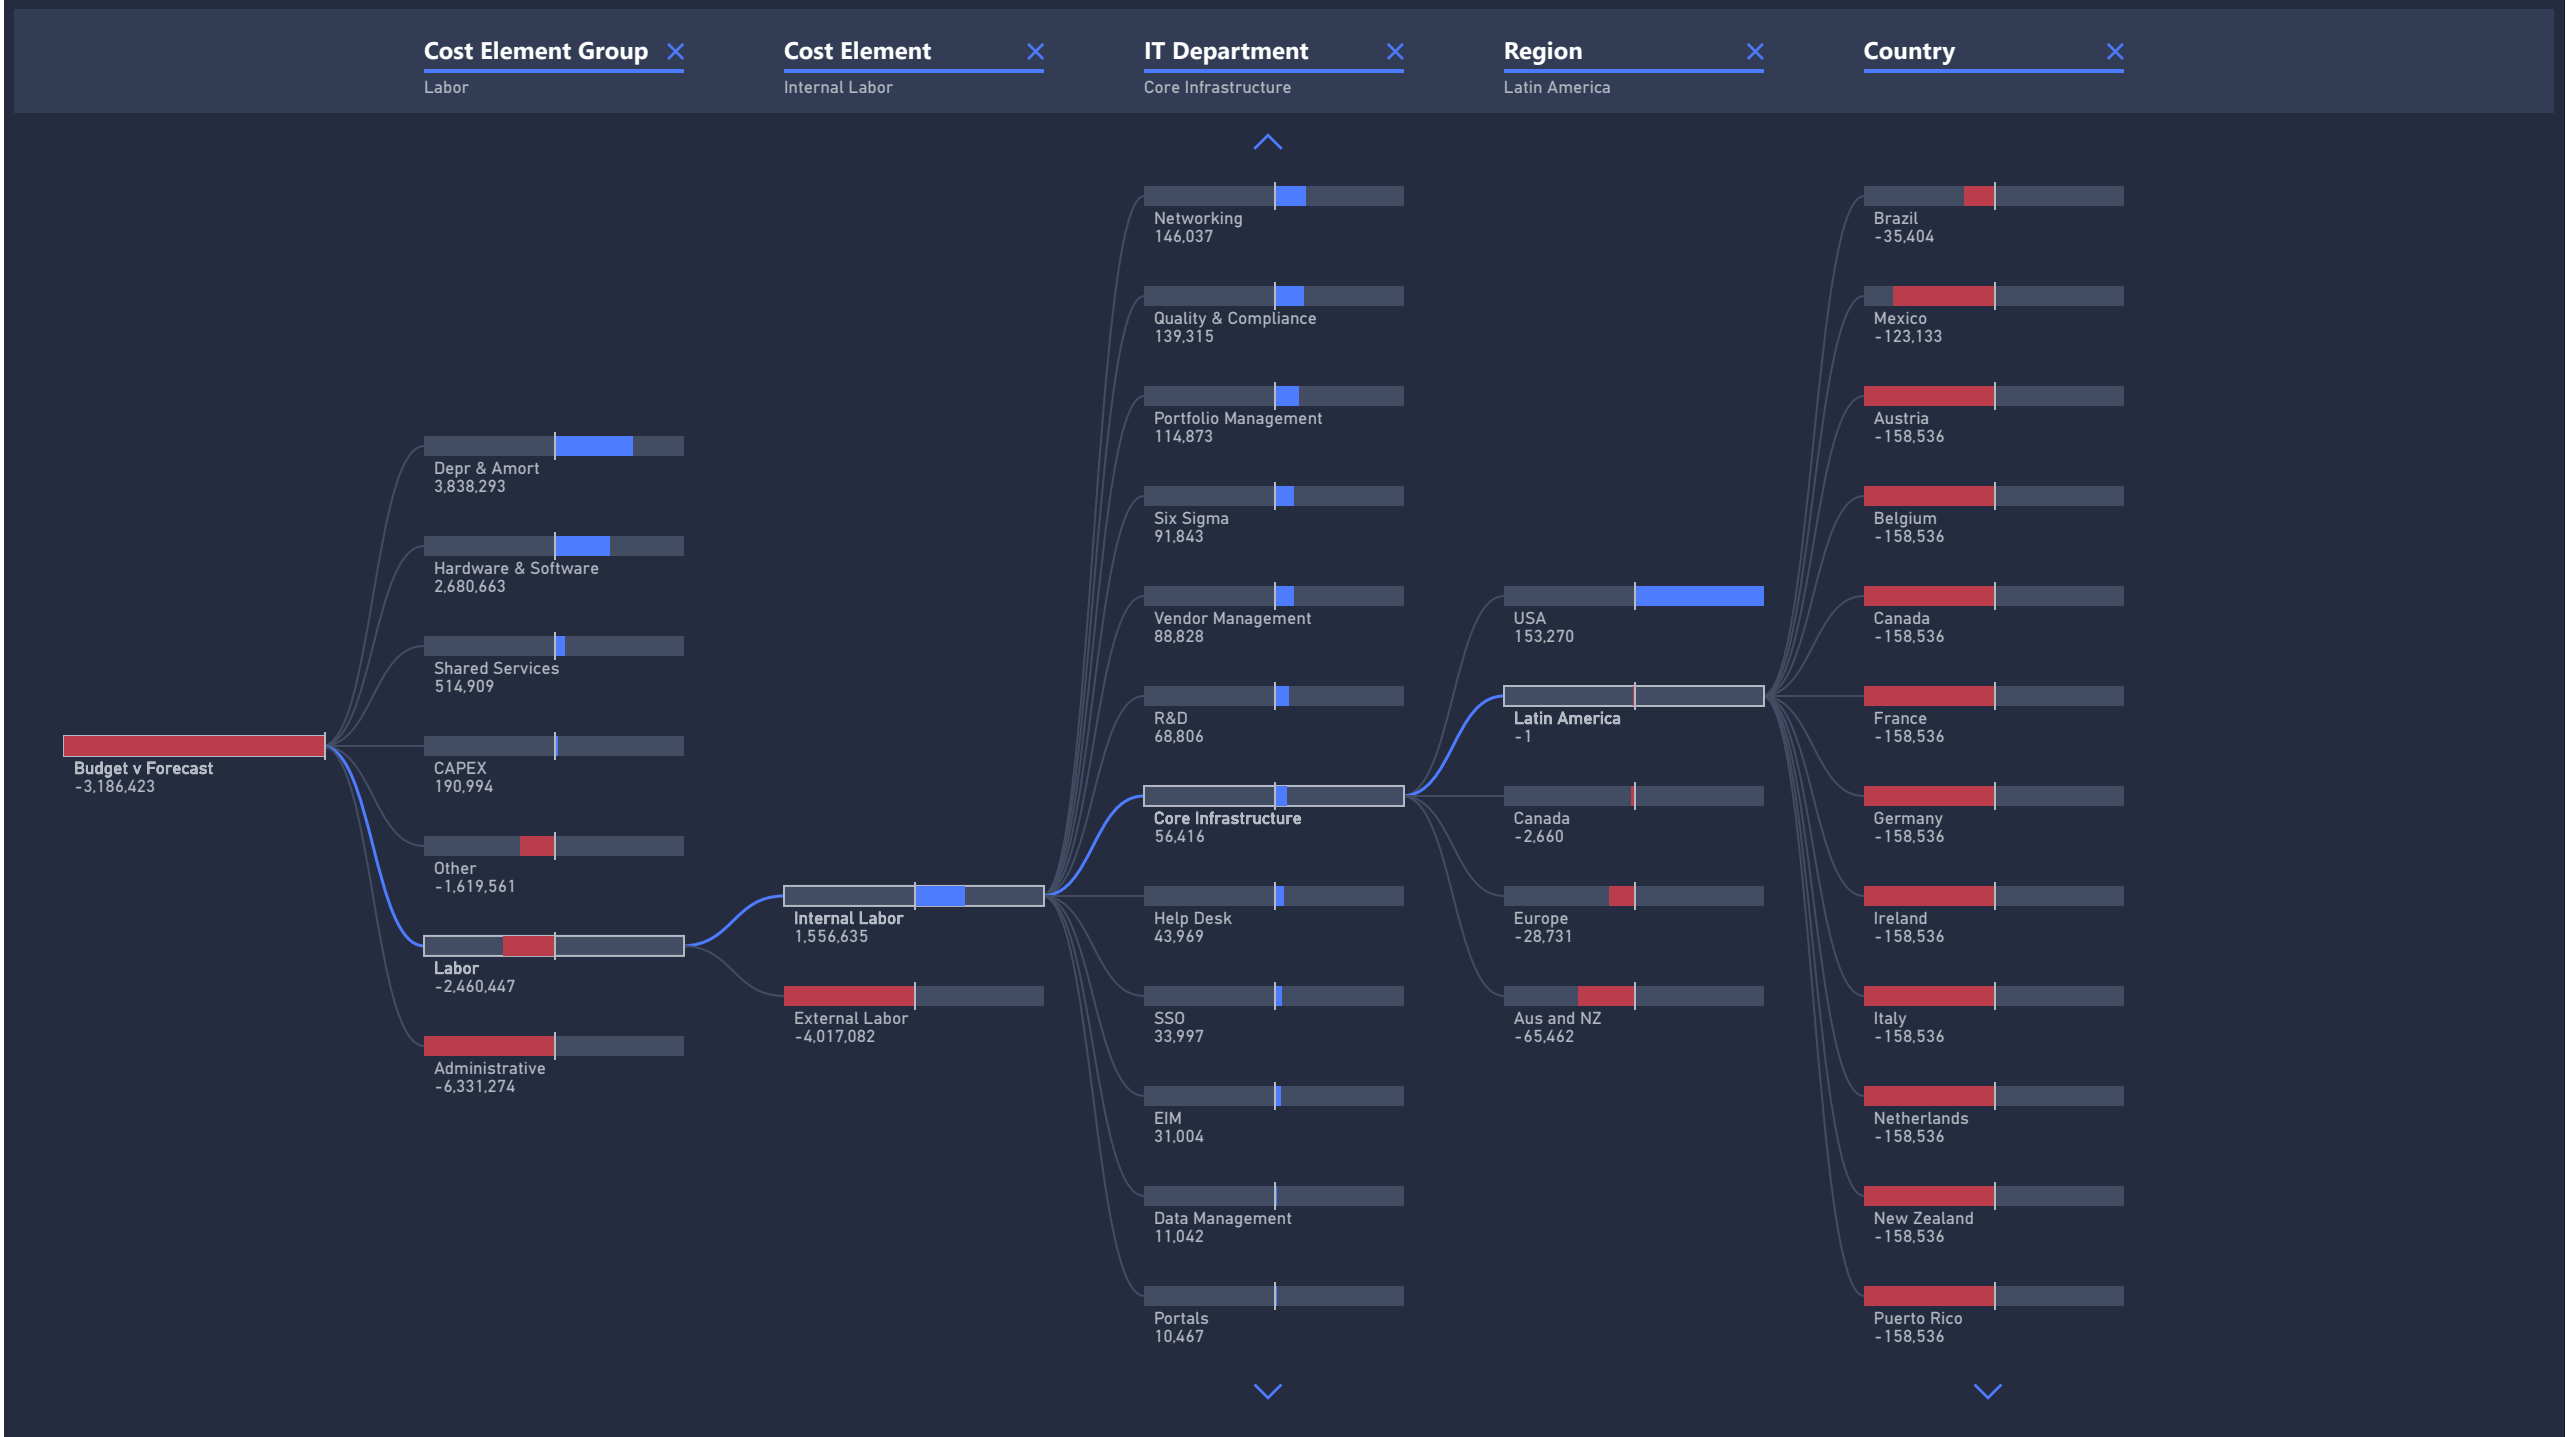 Cost Element Group
Labor
Cost Element
Internal Labor
IT Department
Core Infrastructure
Region
Latin America
Country
Budget v Forecast
-3,186,423
Depr & Amort
3,838,293
Hardware & Software
2,680,663
Shared Services
514,909
CAPEX
190,994
Other
-1,619,561
Labor
-2,460,447
Administrative
-6,331,274
Internal Labor
1,556,635
External Labor
-4,017,082
Networking
146,037
Quality & Compliance
139,315
Portfolio Management
114,873
Six Sigma
91,843
Vendor Management
88,828
R&D
68,806
Core Infrastructure
56,416
Help Desk
43,969
SSO
33,997
EIM
31,004
Data Management
11,042
Portals
10,467
USA
153,270
Latin America
-1
Canada
-2,660
Europe
-28,731
Aus and NZ
-65,462
Brazil
-35,404
Mexico
-123,133
Austria
-158,536
Belgium
-158,536
Canada
-158,536
France
-158,536
Germany
-158,536
Ireland
-158,536
Italy
-158,536
Netherlands
-158,536
New Zealand
-158,536
Puerto Rico
-158,536